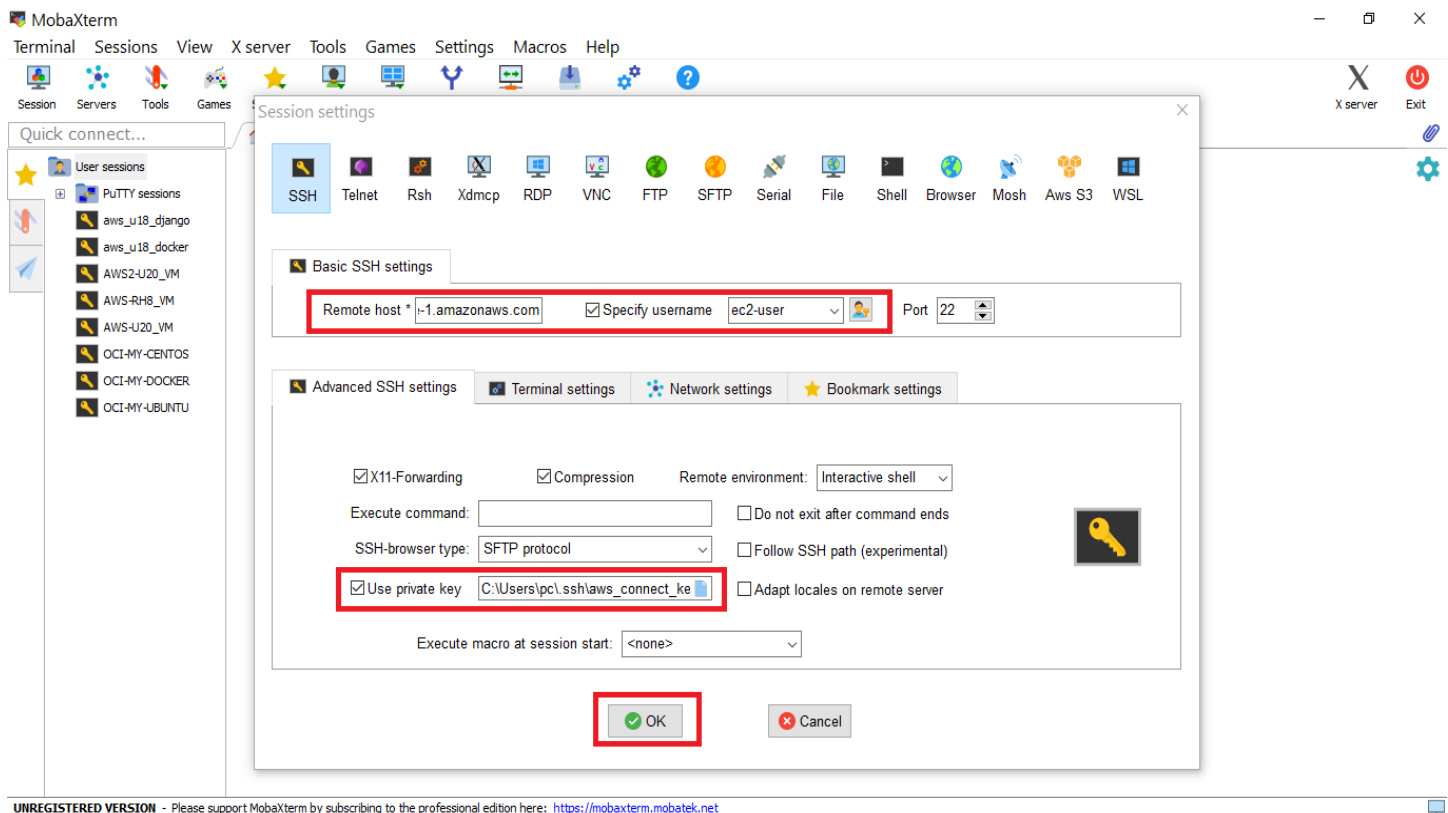 MobaXterm
Terminal Sessions View X server Tools Games Settings Macros Help
Session Servers Tools Games X server Exit
Session settings
Quick connect...
User sessions
PuTTY sessions
aws_u18_django
aws_u18_docker
AWS2-U20_VM
AWS-RH8_VM
AWS-U20_VM
OCI-MY-CENTOS
OCI-MY-DOCKER
OCI-MY-UBUNTU
SSH Telnet Rsh Xdmcp RDP VNC FTP SFTP Serial File Shell Browser Mosh Aws S3 WSL
Basic SSH settings
Remote host * -1.amazonaws.com Specify username ec2-user Port 22
Advanced SSH settings Terminal settings Network settings Bookmark settings
X11-Forwarding Compression Remote environment: Interactive shell
Execute command: Do not exit after command ends
SSH-browser type: SFTP protocol Follow SSH path (experimental)
Use private key C:\Users\pc\.ssh\aws_connect_ke Adapt locales on remote server
Execute macro at session start: <none>
OK Cancel
UNREGISTERED VERSION - Please support MobaXterm by subscribing to the professional edition here: https://mobaxterm.mobatek.net